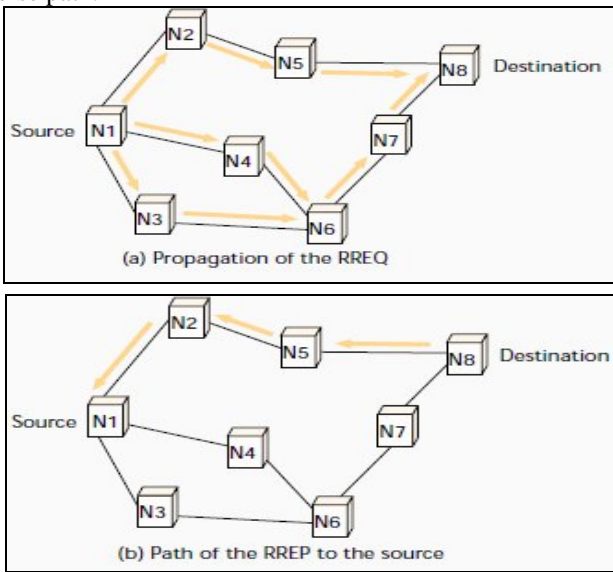 N2
N5
N8 Destination
Source N1
N7
N4
N3
N6
(a) Propagation of the RREQ
N2
N5
N8 Destination
Source N1
N7
N4
N3
N6
(b) Path of the RREP to the source